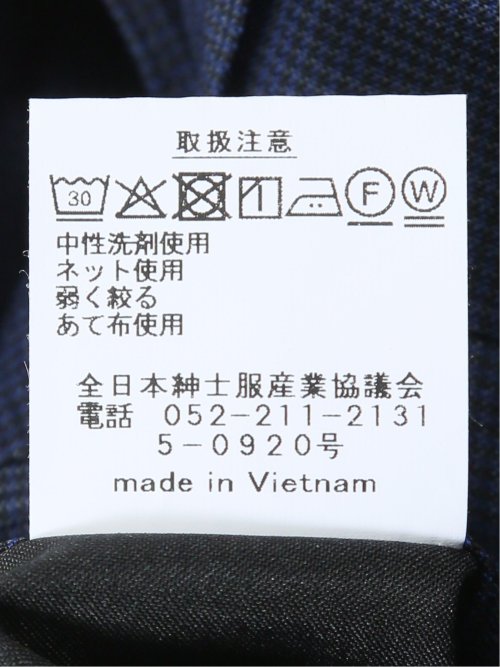 取扱注意
30 F W
中性洗剤使用
ネット使用
弱く絞る
あて布使用
全日本紳士服産業協議会
電話 052-211-2131
5-0920号
made in Vietnam